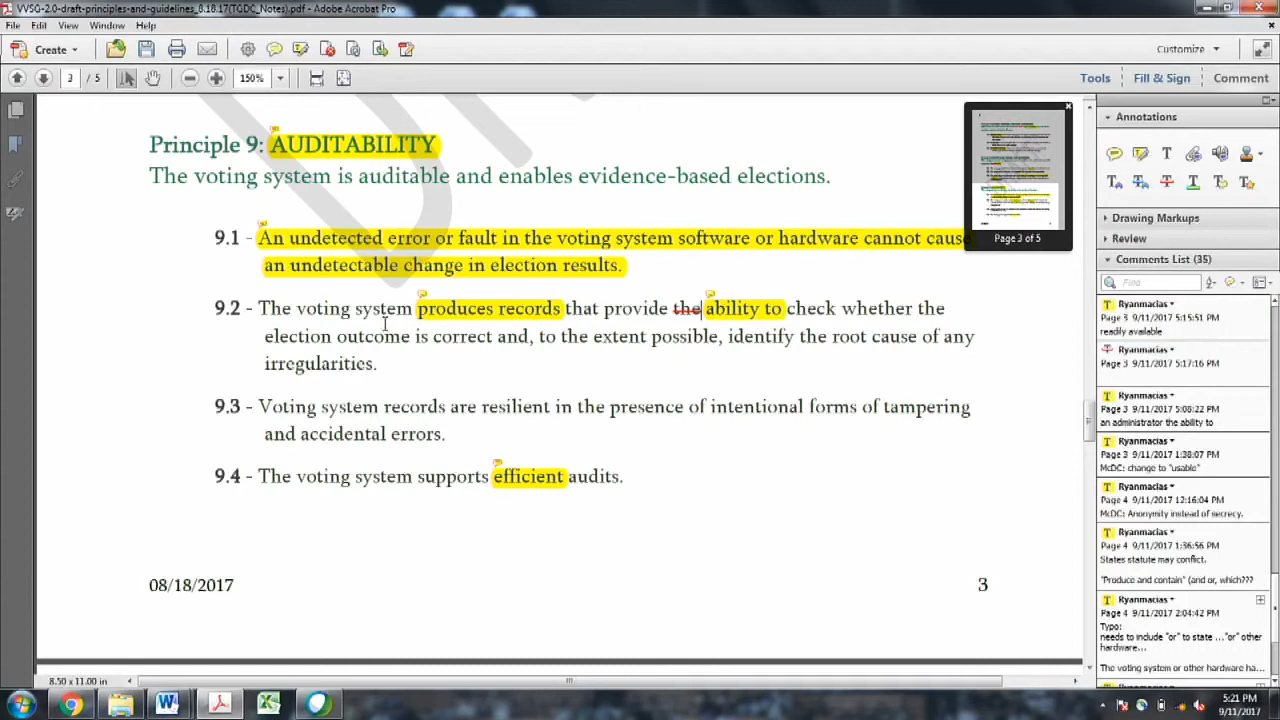 VVSG-2.0-draft-principles-and-guidelines_8.18.17(TGDC_Notes).pdf - Adobe Acrobat Pro
File Edit View Window Help
Create Customize
3 / 5 150% Tools Fill & Sign Comment
Principle 9: AUDITABILITY
The voting system is auditable and enables evidence-based elections.
9.1 - An undetected error or fault in the voting system software or hardware cannot cause
an undetectable change in election results.
9.2 - The voting system produces records that provide the ability to check whether the
election outcome is correct and, to the extent possible, identify the root cause of any
irregularities.
9.3 - Voting system records are resilient in the presence of intentional forms of tampering
and accidental errors.
9.4 - The voting system supports efficient audits.
08/18/2017 3
Page 3 of 5
8.50 x 11.00 in
Annotations
Drawing Markups
Review
Comments List (35)
Find
Ryanmacias
Page 3 9/11/2017 5:15:51 PM
readily available
Ryanmacias
Page 3 9/11/2017 5:17:16 PM
Ryanmacias
Page 3 9/11/2017 5:08:22 PM
an administrator the ability to
Ryanmacias
Page 3 9/11/2017 1:38:07 PM
McDC: change to "usable"
Ryanmacias
Page 4 9/11/2017 12:16:04 PM
McDC: Anonymity instead of secrecy.
Ryanmacias
Page 4 9/11/2017 1:36:56 PM
States statute may conflict.
"Produce and contain" (and or, which???
Ryanmacias
Page 4 9/11/2017 2:04:42 PM
Typo:
needs to include "or" to state ..."or" other
hardware...
The voting system or other hardware ha...
5:21 PM
9/11/2017